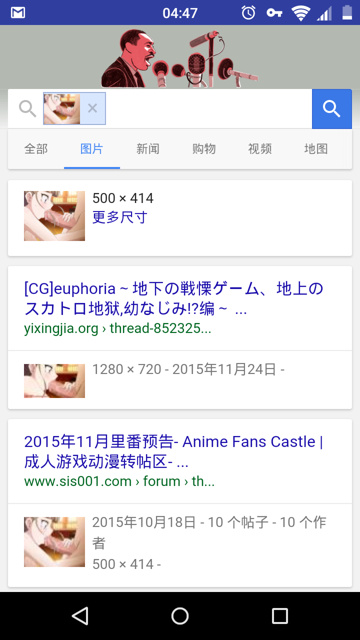 04:47
全部
图片
新闻
购物
视频
地图
500 × 414
更多尺寸
[CG]euphoria ~ 地下の戦慄ゲーム、地上の
スカトロ地獄,幼なじみ!?编 ~ ...
yixingjia.org › thread-852325...
1280 × 720 - 2015年11月24日 -
2015年11月里番预告- Anime Fans Castle |
成人游戏动漫转帖区- ...
www.sis001.com › forum › th...
2015年10月18日 - 10 个帖子 - 10 个作
者
500 × 414 -